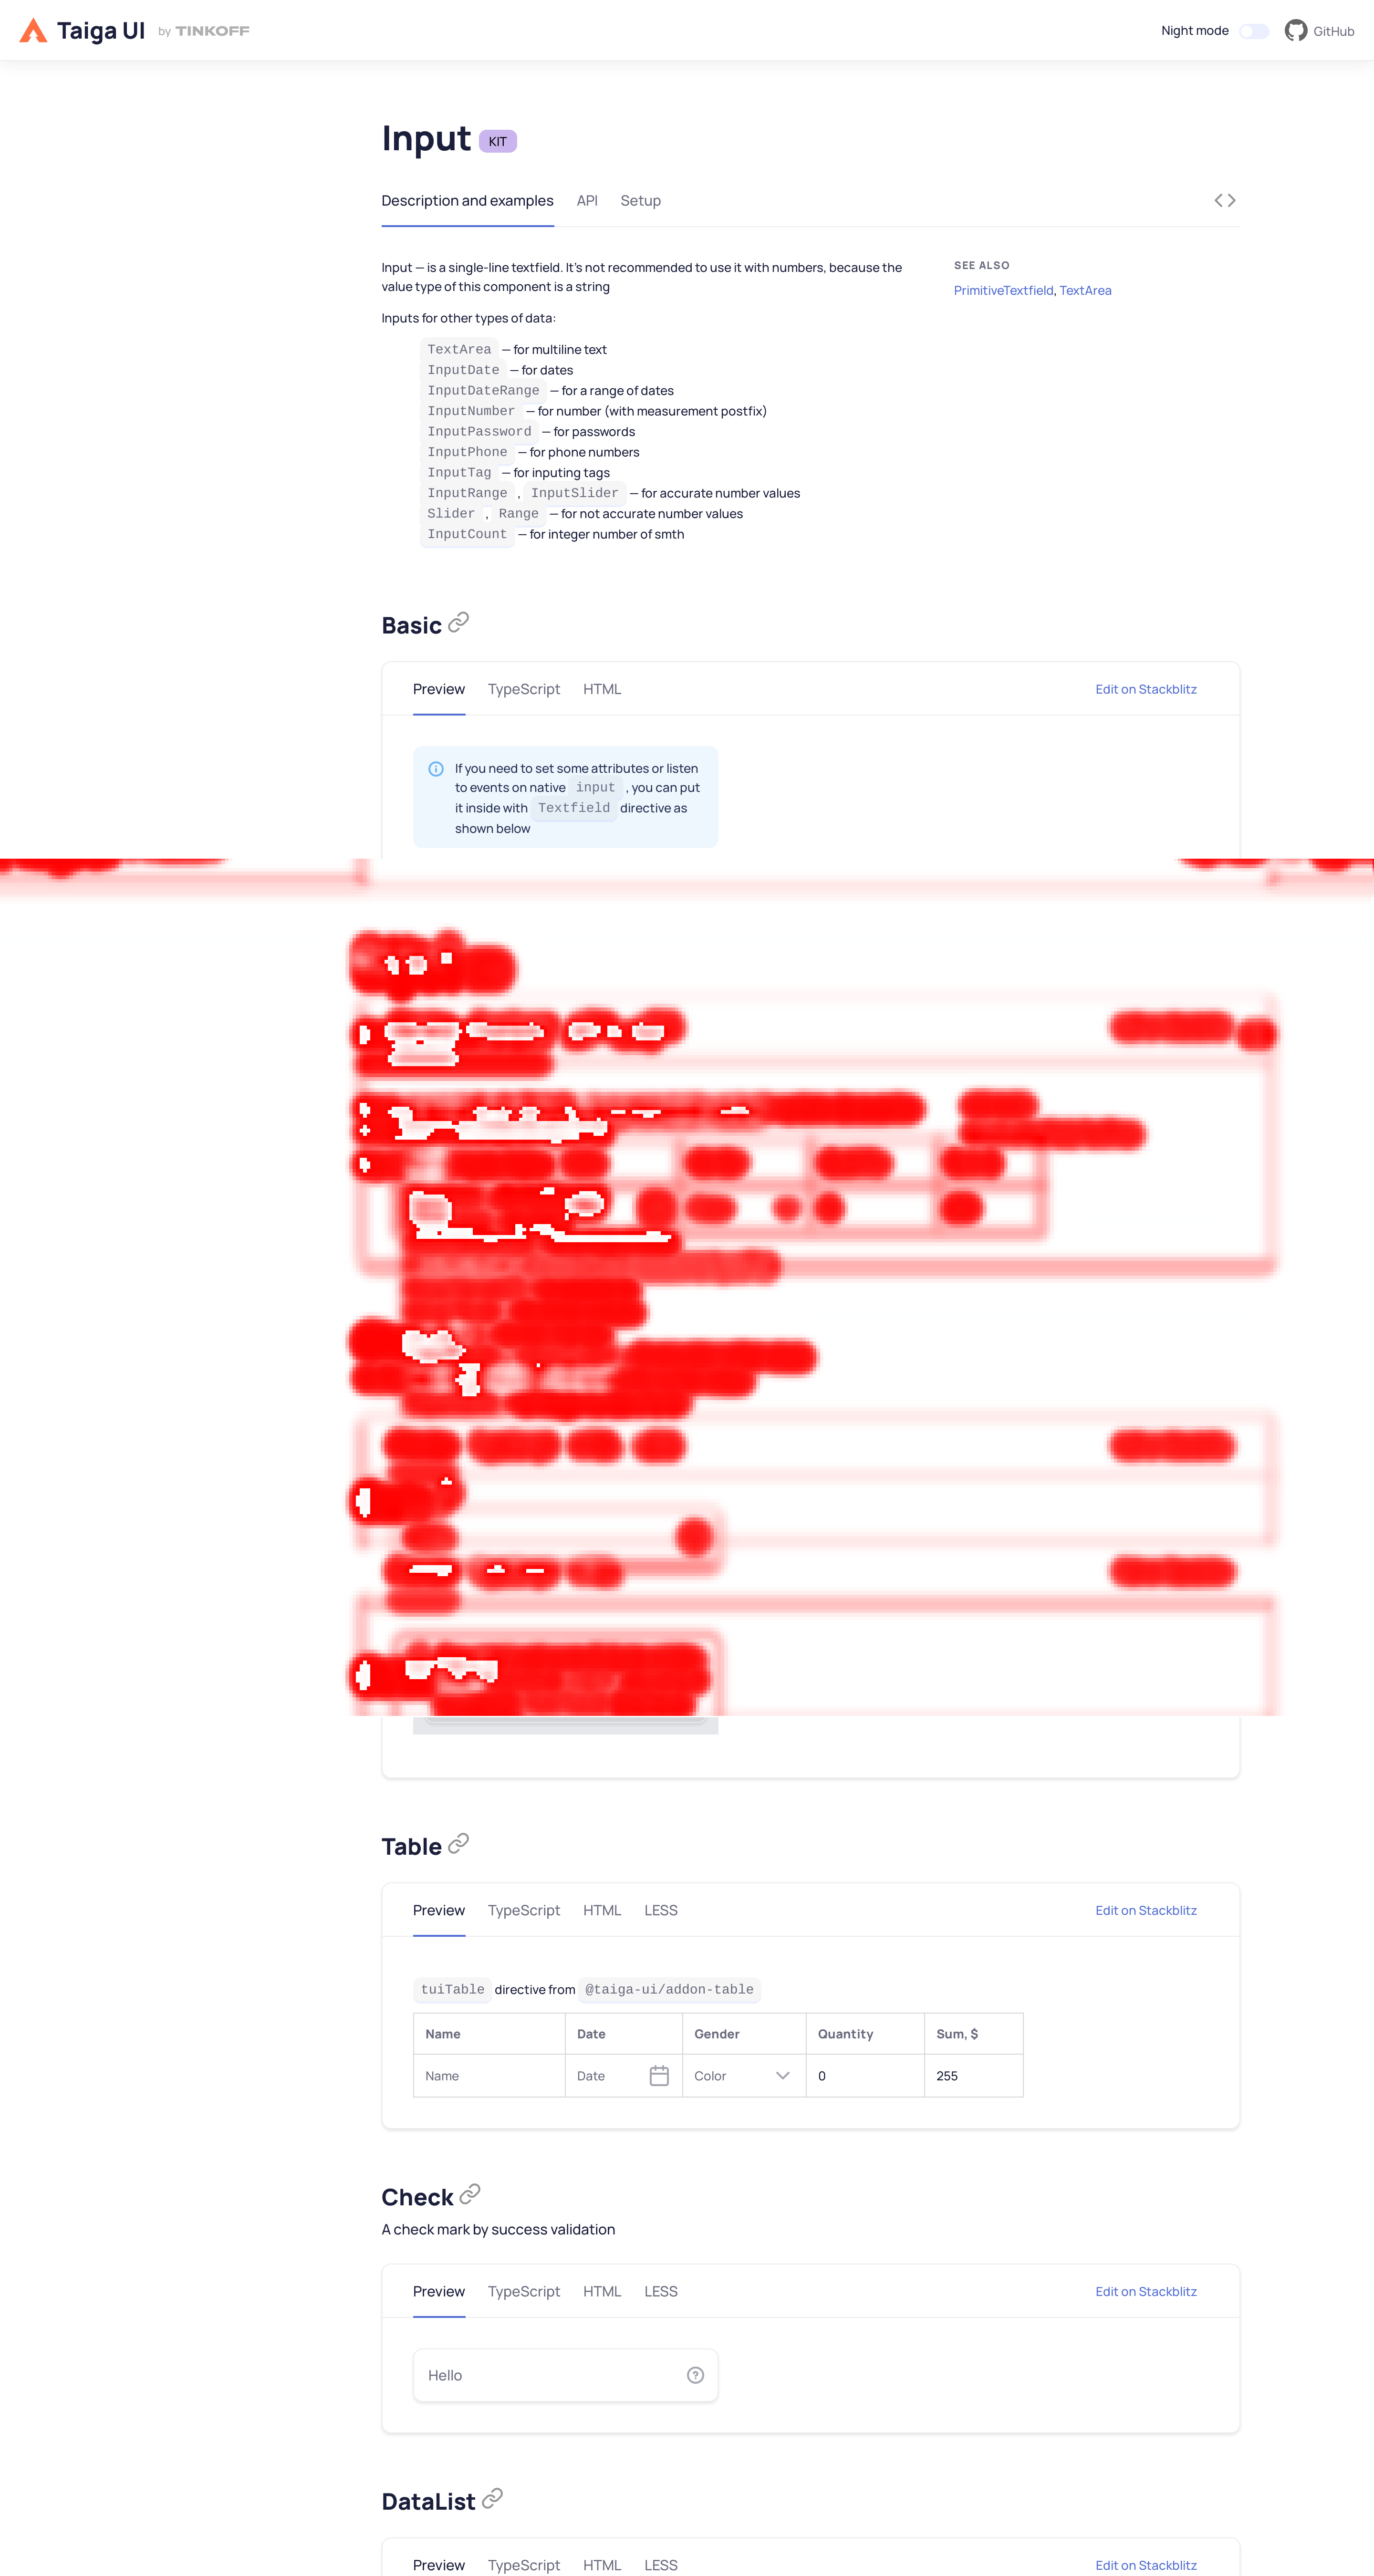 Taiga UI by TINKOFF
Night mode
GitHub
Input KIT
Description and examples API Setup
Input — is a single-line textfield. It's not recommended to use it with numbers, because the
value type of this component is a string
SEE ALSO
PrimitiveTextfield, TextArea
Inputs for other types of data:
TextArea — for multiline text
InputDate — for dates
InputDateRange — for a range of dates
InputNumber — for number (with measurement postfix)
InputPassword — for passwords
InputPhone — for phone numbers
InputTag — for inputing tags
InputRange , InputSlider — for accurate number values
Slider , Range — for not accurate number values
InputCount — for integer number of smth
Basic
Preview TypeScript HTML Edit on Stackblitz
If you need to set some attributes or listen
to events on native input , you can put
it inside with Textfield directive as
shown below
Table
Preview TypeScript HTML LESS Edit on Stackblitz
tuiTable directive from @taiga-ui/addon-table
Name Date Gender Quantity Sum, $
Name Date Color 0 255
Check
A check mark by success validation
Preview TypeScript HTML LESS Edit on Stackblitz
Hello
DataList
Preview TypeScript HTML LESS Edit on Stackblitz